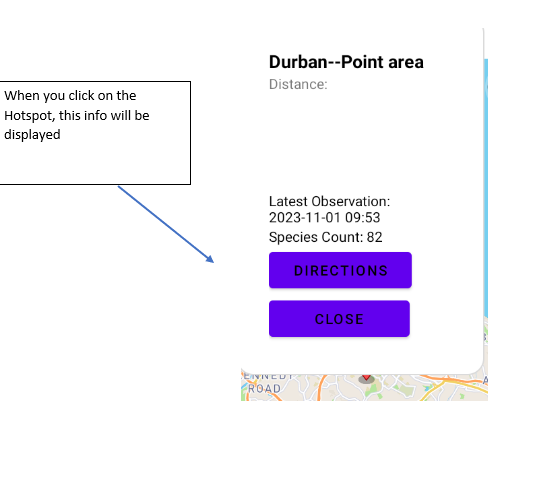 When you click on the
Hotspot, this info will be
displayed
Durban--Point area
Distance:
Latest Observation:
2023-11-01 09:53
Species Count: 82
DIRECTIONS
CLOSE
ROAD